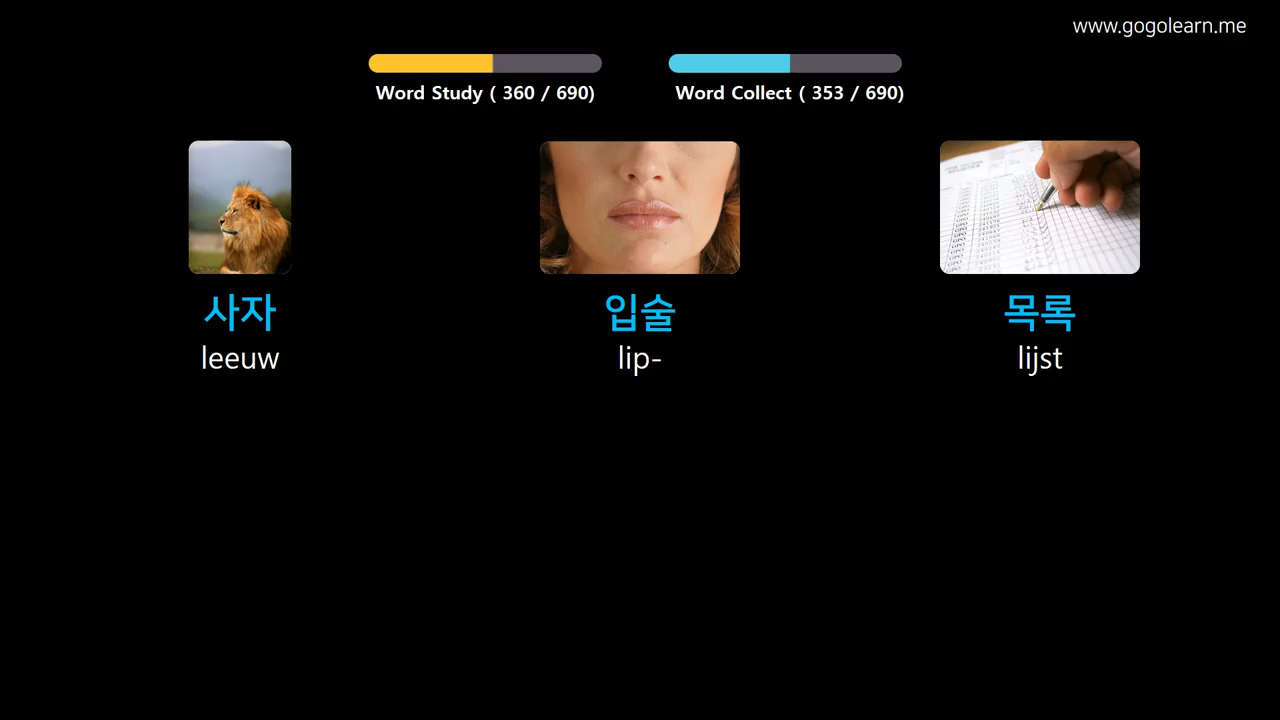 www.gogolearn.me
Word Study ( 360 / 690)
Word Collect ( 353 / 690)
사자
입술
목록
leeuw
lip-
lijst